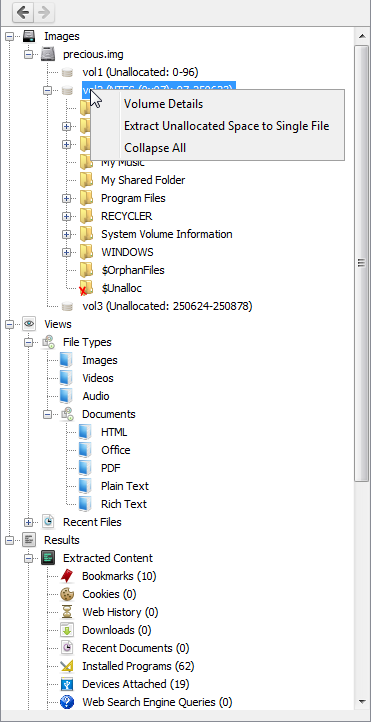 Images
precious.img
vol1 (Unallocated: 0-96)
vol2 (NTFS (0x07): 97-250623)
Volume Details
Extract Unallocated Space to Single File
Collapse All
My Music
My Shared Folder
Program Files
RECYCLER
System Volume Information
WINDOWS
$OrphanFiles
$Unalloc
vol3 (Unallocated: 250624-250878)
Views
File Types
Images
Videos
Audio
Documents
HTML
Office
PDF
Plain Text
Rich Text
Recent Files
Results
Extracted Content
Bookmarks (10)
Cookies (0)
Web History (0)
Downloads (0)
Recent Documents (0)
Installed Programs (62)
Devices Attached (19)
Web Search Engine Queries (0)